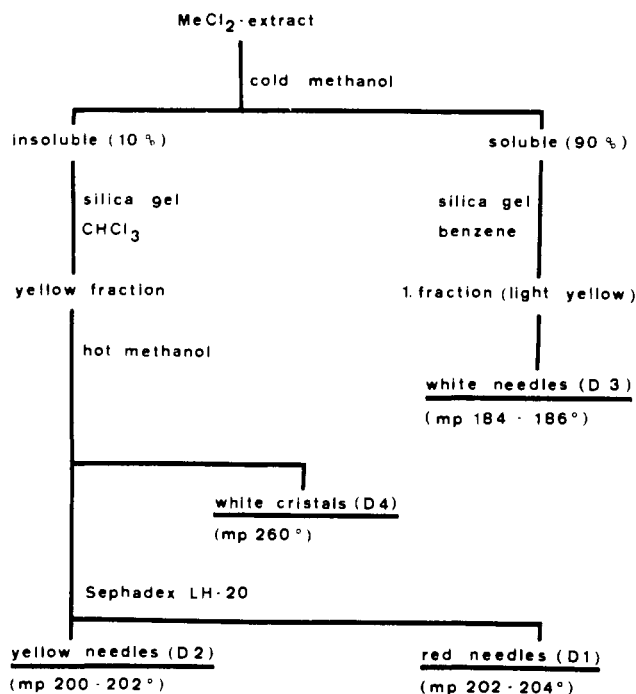 MeCl2-extract
cold methanol
insoluble (10 %)
soluble (90 %)
silica gel
CHCl3
silica gel
benzene
yellow fraction
1. fraction (light yellow)
hot methanol
white needles (D 3)
(mp 184 - 186°)
white cristals (D4)
(mp 260°)
Sephadex LH-20
yellow needles (D2)
(mp 200-202°)
red needles (D1)
(mp 202-204°)